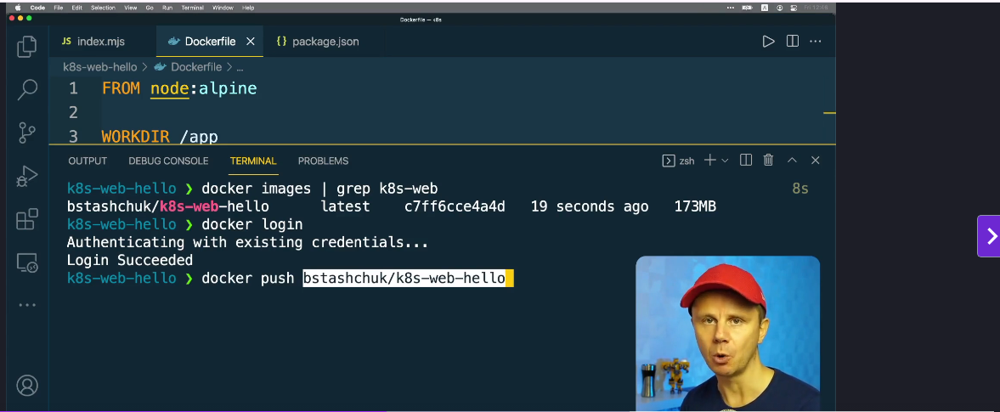 Code File Edit Selection View Go Run Terminal Window Help
Dockerfile — k8s
JS index.mjs Dockerfile {} package.json
k8s-web-hello > Dockerfile > ...
1 FROM node:alpine
2
3 WORKDIR /app
OUTPUT DEBUG CONSOLE TERMINAL PROBLEMS zsh
k8s-web-hello ❯ docker images | grep k8s-web 8s
bstashchuk/k8s-web-hello latest c7ff6cce4a4d 19 seconds ago 173MB
k8s-web-hello ❯ docker login
Authenticating with existing credentials...
Login Succeeded
k8s-web-hello ❯ docker push bstashchuk/k8s-web-hello